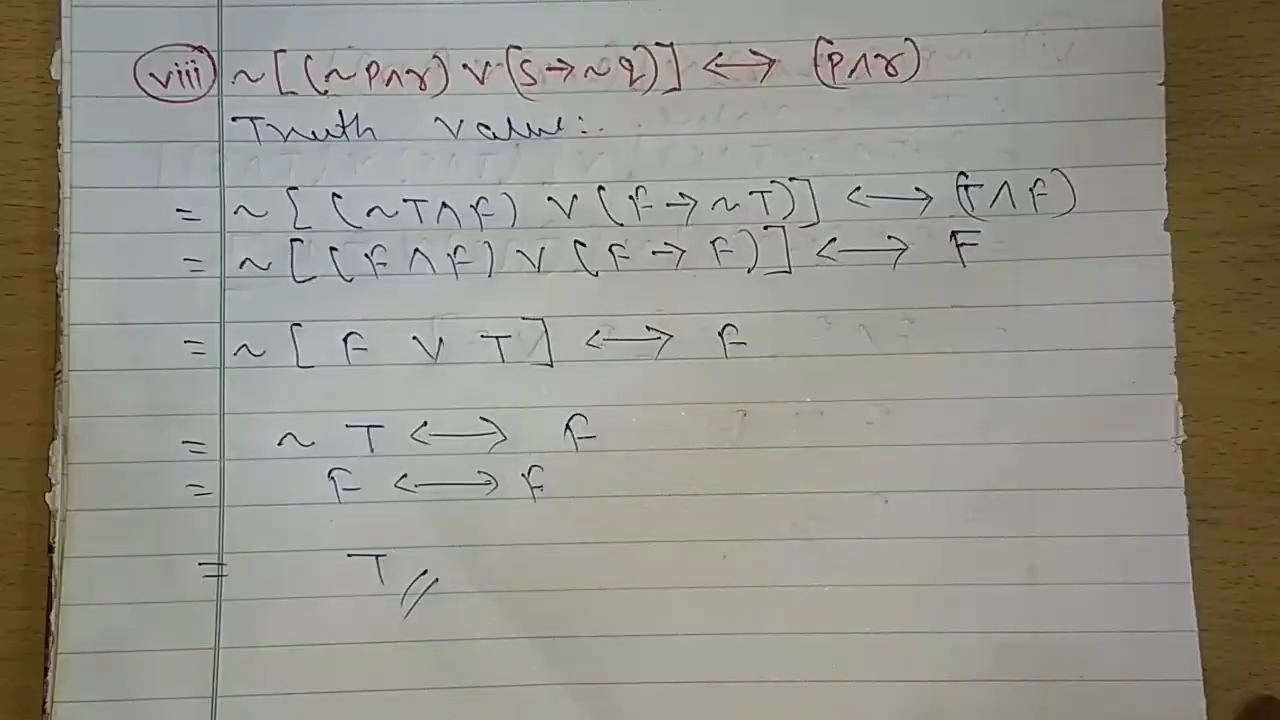 viii ~[(~p∧r) ∨ (s→~q)] ↔ (p∧r)
Truth Value:.
= ~[(~T∧F) ∨ (F→~T)] ↔ (T∧F)
= ~[(F∧F) ∨ (F→F)] ↔ F
= ~[F ∨ T] ↔ F
= ~T ↔ F
= F ↔ F
= T //